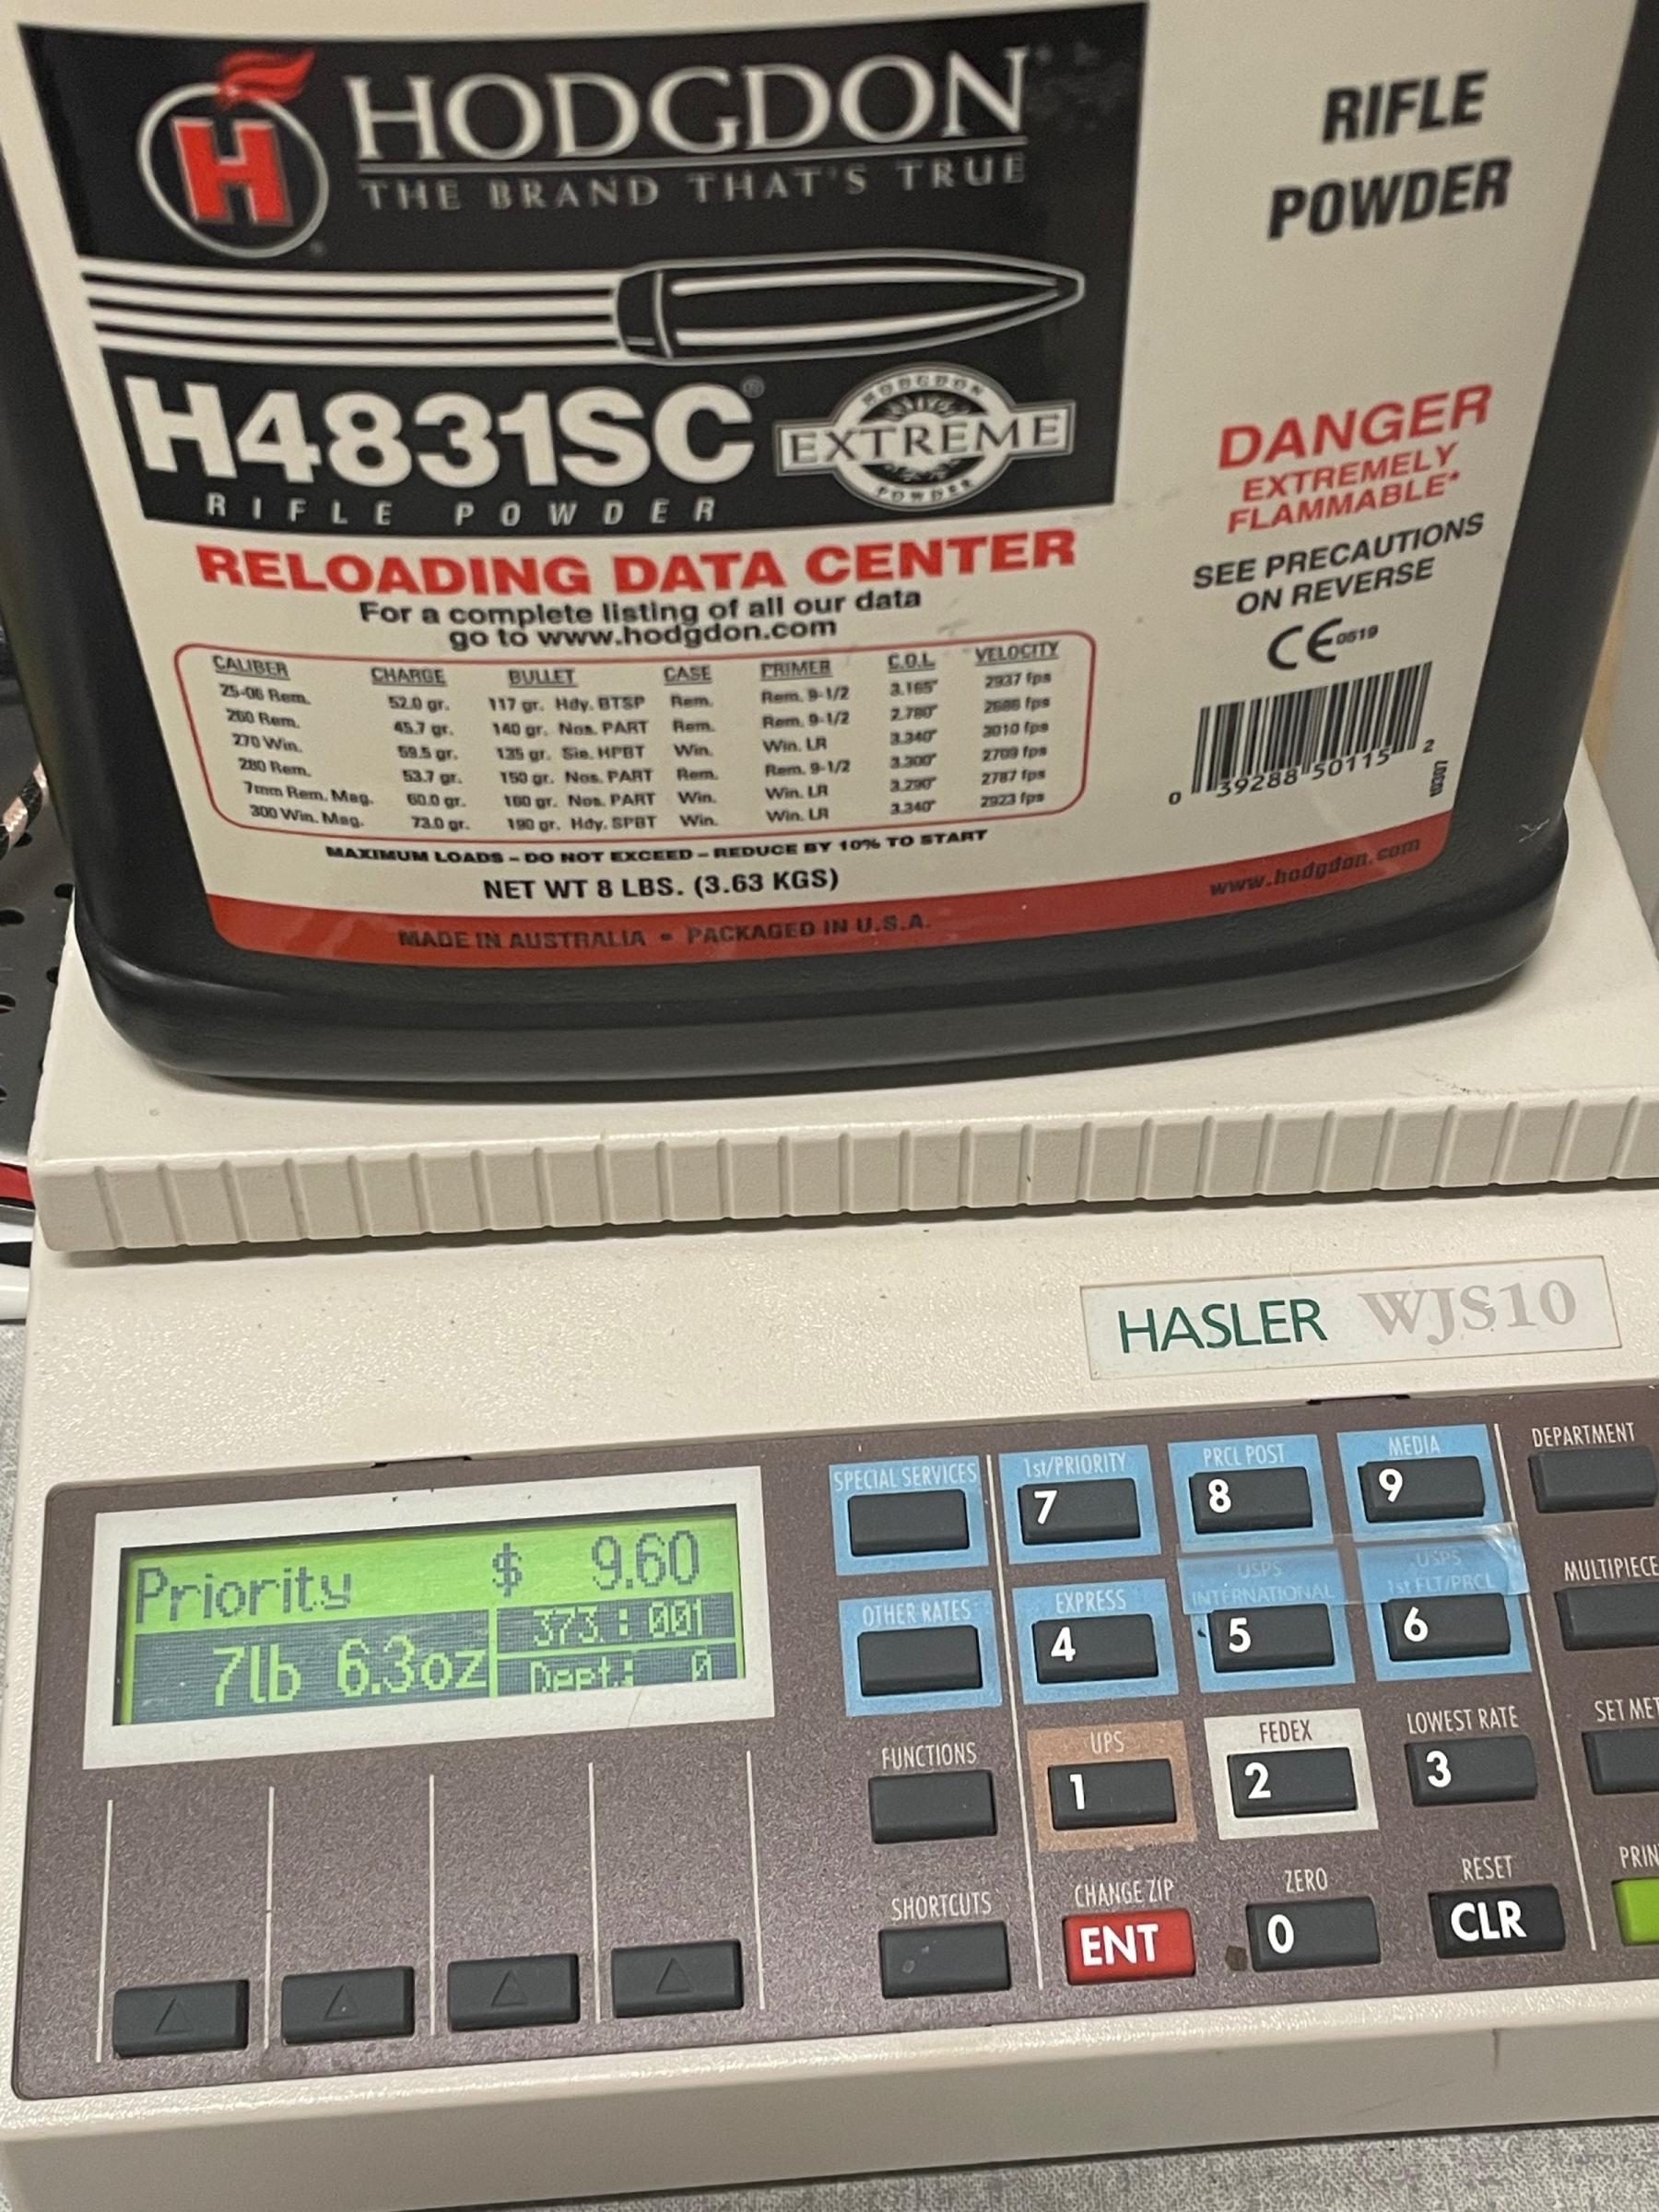 HODGDON
THE BRAND THAT'S TRUE
H
H4831SC®
RIFLE POWDER
HODGDON
EXTREME
POWDER
RELOADING DATA CENTER
For a complete listing of all our data
go to www.hodgdon.com
CALIBER CHARGE BULLET CASE PRIMER C.O.L. VELOCITY
25-06 Rem. 52.0 gr. 117 gr. Hdy. BTSP Rem. Rem. 9-1/2 3.165" 2937 fps
260 Rem. 45.7 gr. 140 gr. Nos. PART Rem. Rem. 9-1/2 2.780" fps
270 Win. 59.5 gr. 135 gr. Sie. HPBT Win. Win. LR 3.340" 3010 fps
280 Rem. 53.7 gr. 150 gr. Nos. PART Rem. Rem. 9-1/2 3.300" 2709 fps
7mm Rem. Mag. 60.0 gr. 160 gr. Nos. PART Win. Win. LR 3.290" 2787 fps
300 Win. Mag. 73.0 gr. 190 gr. Hdy. SPBT Win. Win. LR 3.340" 2923 fps
MAXIMUM LOADS – DO NOT EXCEED – REDUCE BY 10% TO START
NET WT 8 LBS. (3.63 KGS)
MADE IN AUSTRALIA • PACKAGED IN U.S.A.
RIFLE
POWDER
DANGER
EXTREMELY
FLAMMABLE*
SEE PRECAUTIONS
ON REVERSE
CE 0519
0 39288 50115 2
www.hodgdon.com
HASLER WJS10
Priority $ 9.60
7lb 6.3oz
373 : 001
Dept: 0
SPECIAL SERVICES
1st/PRIORITY
7
PRCL POST
8
MEDIA
9
DEPARTMENT
OTHER RATES
EXPRESS
4
USPS
INTERNATIONAL
5
USPS
1st FLT/PRCL
6
MULTIPIECE
FUNCTIONS
UPS
1
FEDEX
2
LOWEST RATE
3
SET MET
SHORTCUTS
CHANGE ZIP
ENT
ZERO
0
RESET
CLR
PRIN